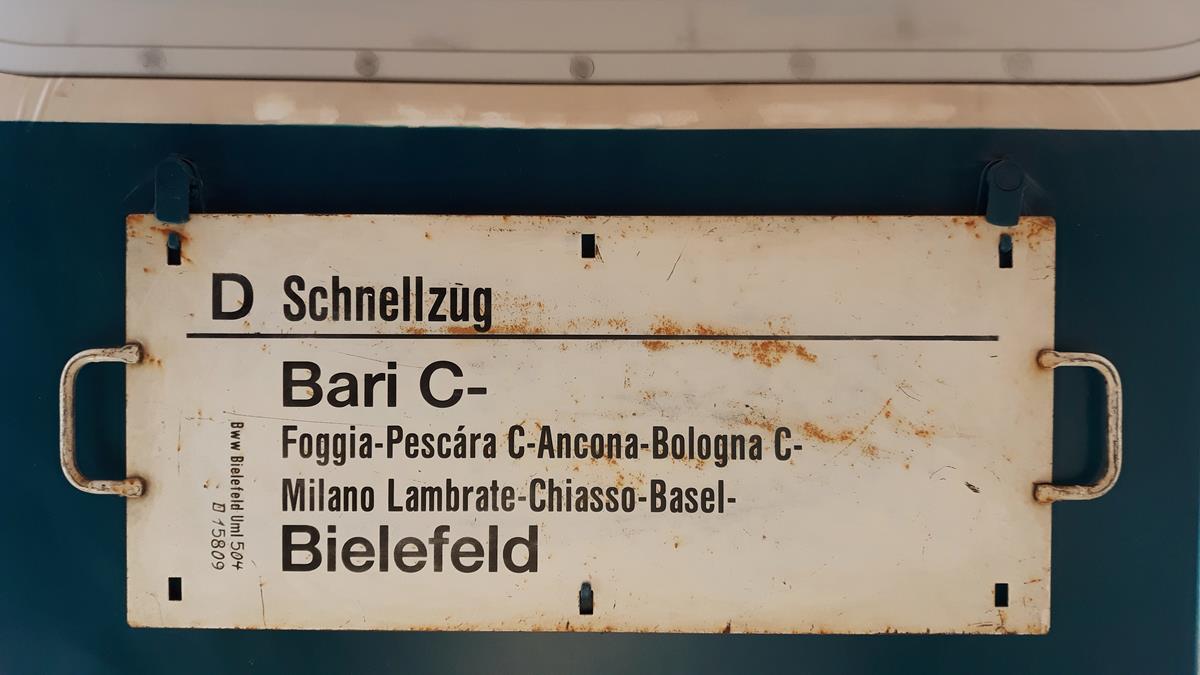 D Schnellzug
Bari C-
Foggia-Pescára C-Ancona-Bologna C-
Milano Lambrate-Chiasso-Basel-
Bielefeld
Bww Bielefeld Uml 504
15809